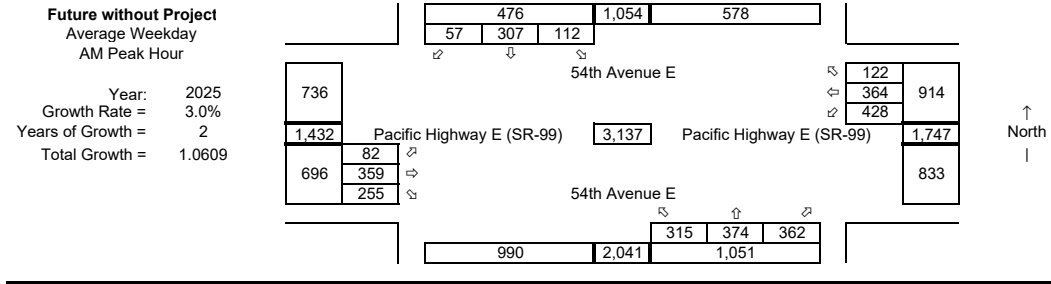 Future without Project
Average Weekday
AM Peak Hour
Year: 2025
Growth Rate = 3.0%
Years of Growth = 2
Total Growth = 1.0609
476 1,054 578
57 307 112
⬃ ⇩ ⬂
54th Avenue E
736
⬁ 122
⇦ 364 914
⬃ 428
1,432 Pacific Highway E (SR-99) 3,137 Pacific Highway E (SR-99) 1,747
82 ⬀
696 359 ⇨
255 ⬂
833
54th Avenue E
⬁ ⇧ ⬀
315 374 362
990 2,041 1,051
↑
North
|